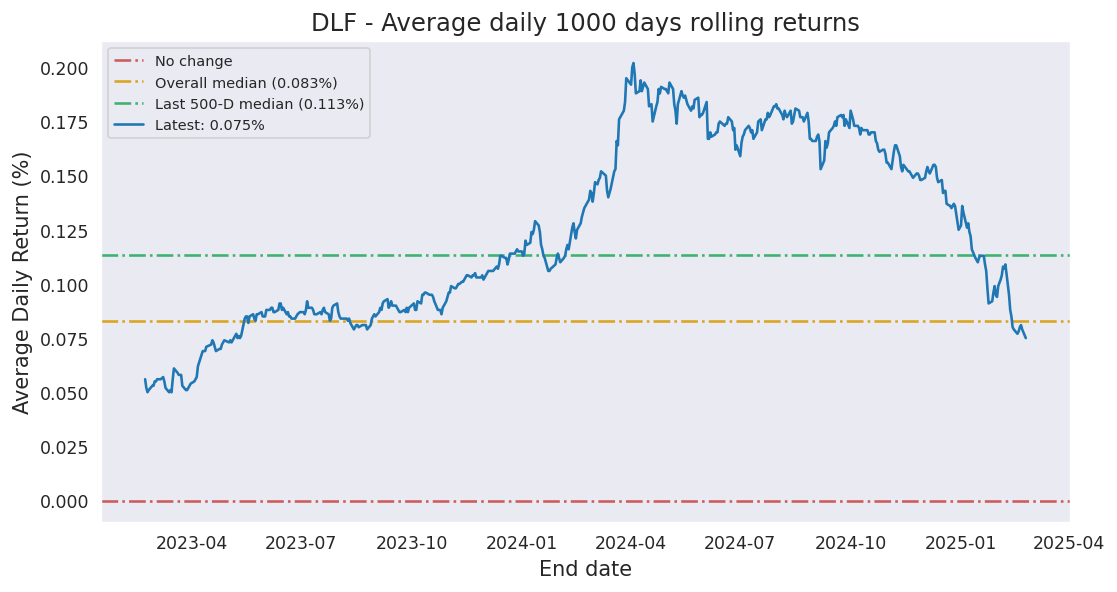 DLF - Average daily 1000 days rolling returns
No change
Overall median (0.083%)
Last 500-D median (0.113%)
Latest: 0.075%
Average Daily Return (%)
0.200
0.175
0.150
0.125
0.100
0.075
0.050
0.025
0.000
2023-04 2023-07 2023-10 2024-01 2024-04 2024-07 2024-10 2025-01 2025-04
End date